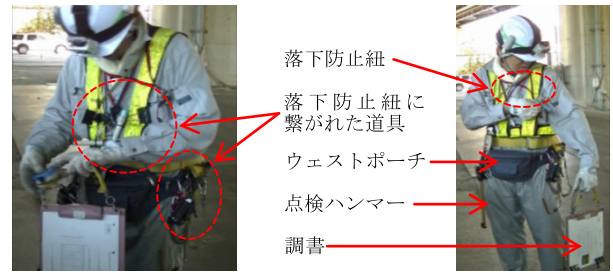 落下防止紐
落下防止紐に
繋がれた道具
ウェストポーチ
点検ハンマー
調書